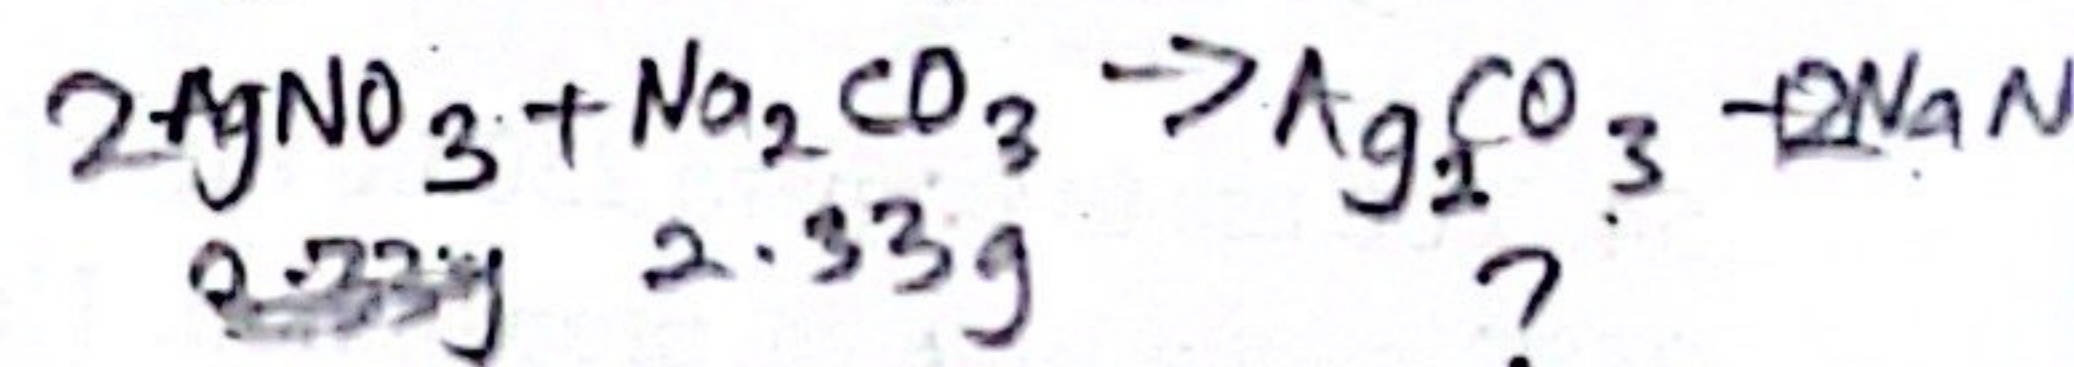 2AgNO₃ + Na₂CO₃ → Ag₂CO₃ + 2NaN
2.33g ?